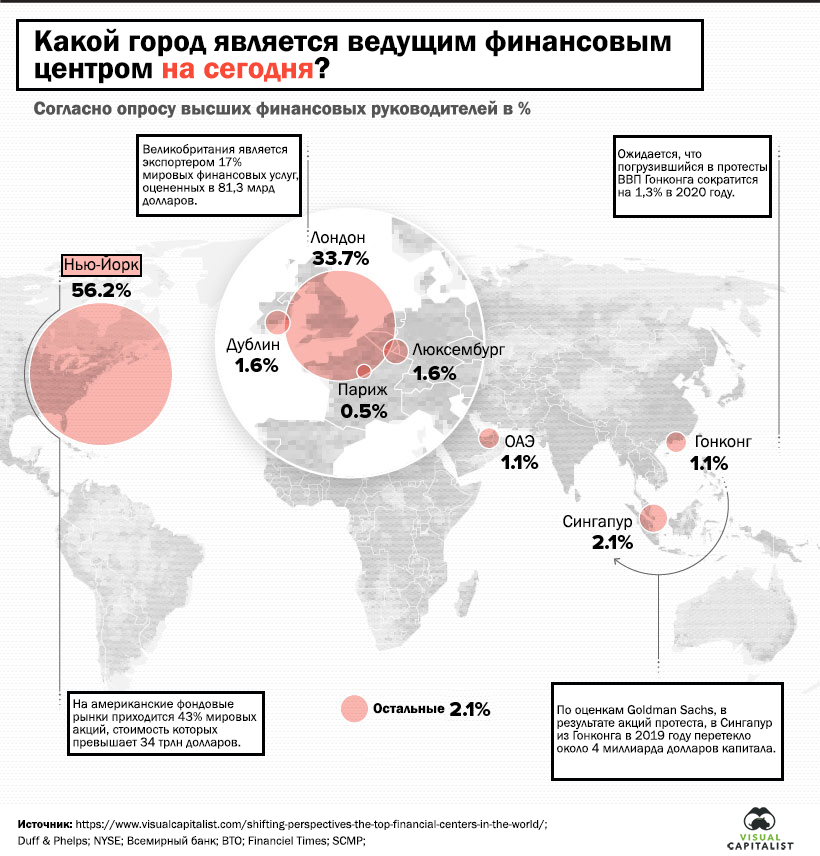 Какой город является ведущим финансовым
центром на сегодня?
Согласно опросу высших финансовых руководителей в %
Великобритания является
экспортером 17%
мировых финансовых услуг,
оцененных в 81,3 млрд
долларов.
Ожидается, что
погрузившийся в протесты
ВВП Гонконга сократится
на 1,3% в 2020 году.
Лондон
33.7%
Нью-Йорк
56.2%
Дублин
1.6%
Люксембург
1.6%
Париж
0.5%
ОАЭ
1.1%
Гонконг
1.1%
Сингапур
2.1%
На американские фондовые
рынки приходится 43% мировых
акций, стоимость которых
превышает 34 трлн долларов.
Остальные 2.1%
По оценкам Goldman Sachs, в
результате акций протеста, в Сингапур
из Гонконга в 2019 году перетекло
около 4 миллиарда долларов капитала.
Источник: https://www.visualcapitalist.com/shifting-perspectives-the-top-financial-centers-in-the-world/;
Duff & Phelps; NYSE; Всемирный банк; ВТО; Financiel Times; SCMP;
VISUAL
CAPITALIST